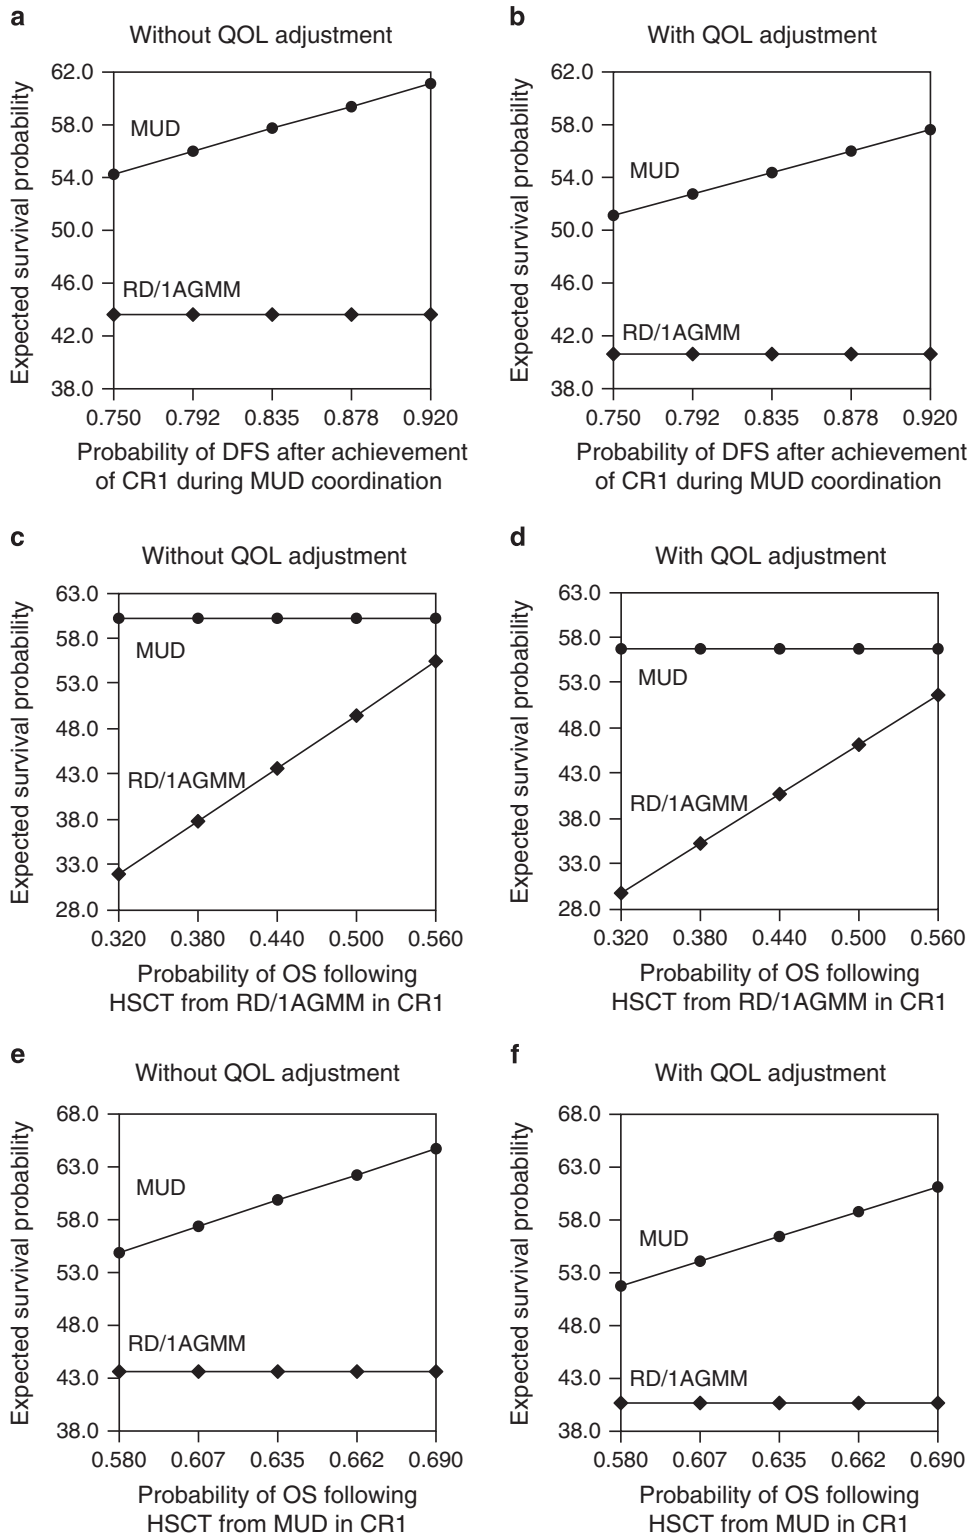 a
Without QOL adjustment
Expected survival probability
62.0
58.0
54.0
50.0
46.0
42.0
38.0
MUD
RD/1AGMM
0.750 0.792 0.835 0.878 0.920
Probability of DFS after achievement
of CR1 during MUD coordination
b
With QOL adjustment
Expected survival probability
62.0
58.0
54.0
50.0
46.0
42.0
38.0
MUD
RD/1AGMM
0.750 0.792 0.835 0.878 0.920
Probability of DFS after achievement
of CR1 during MUD coordination
c
Without QOL adjustment
Expected survival probability
63.0
58.0
53.0
48.0
43.0
38.0
33.0
28.0
MUD
RD/1AGMM
0.320 0.380 0.440 0.500 0.560
Probability of OS following
HSCT from RD/1AGMM in CR1
d
With QOL adjustment
Expected survival probability
63.0
58.0
53.0
48.0
43.0
38.0
33.0
28.0
MUD
RD/1AGMM
0.320 0.380 0.440 0.500 0.560
Probability of OS following
HSCT from RD/1AGMM in CR1
e
Without QOL adjustment
Expected survival probability
68.0
63.0
58.0
53.0
48.0
43.0
38.0
MUD
RD/1AGMM
0.580 0.607 0.635 0.662 0.690
Probability of OS following
HSCT from MUD in CR1
f
With QOL adjustment
Expected survival probability
68.0
63.0
58.0
53.0
48.0
43.0
38.0
MUD
RD/1AGMM
0.580 0.607 0.635 0.662 0.690
Probability of OS following
HSCT from MUD in CR1